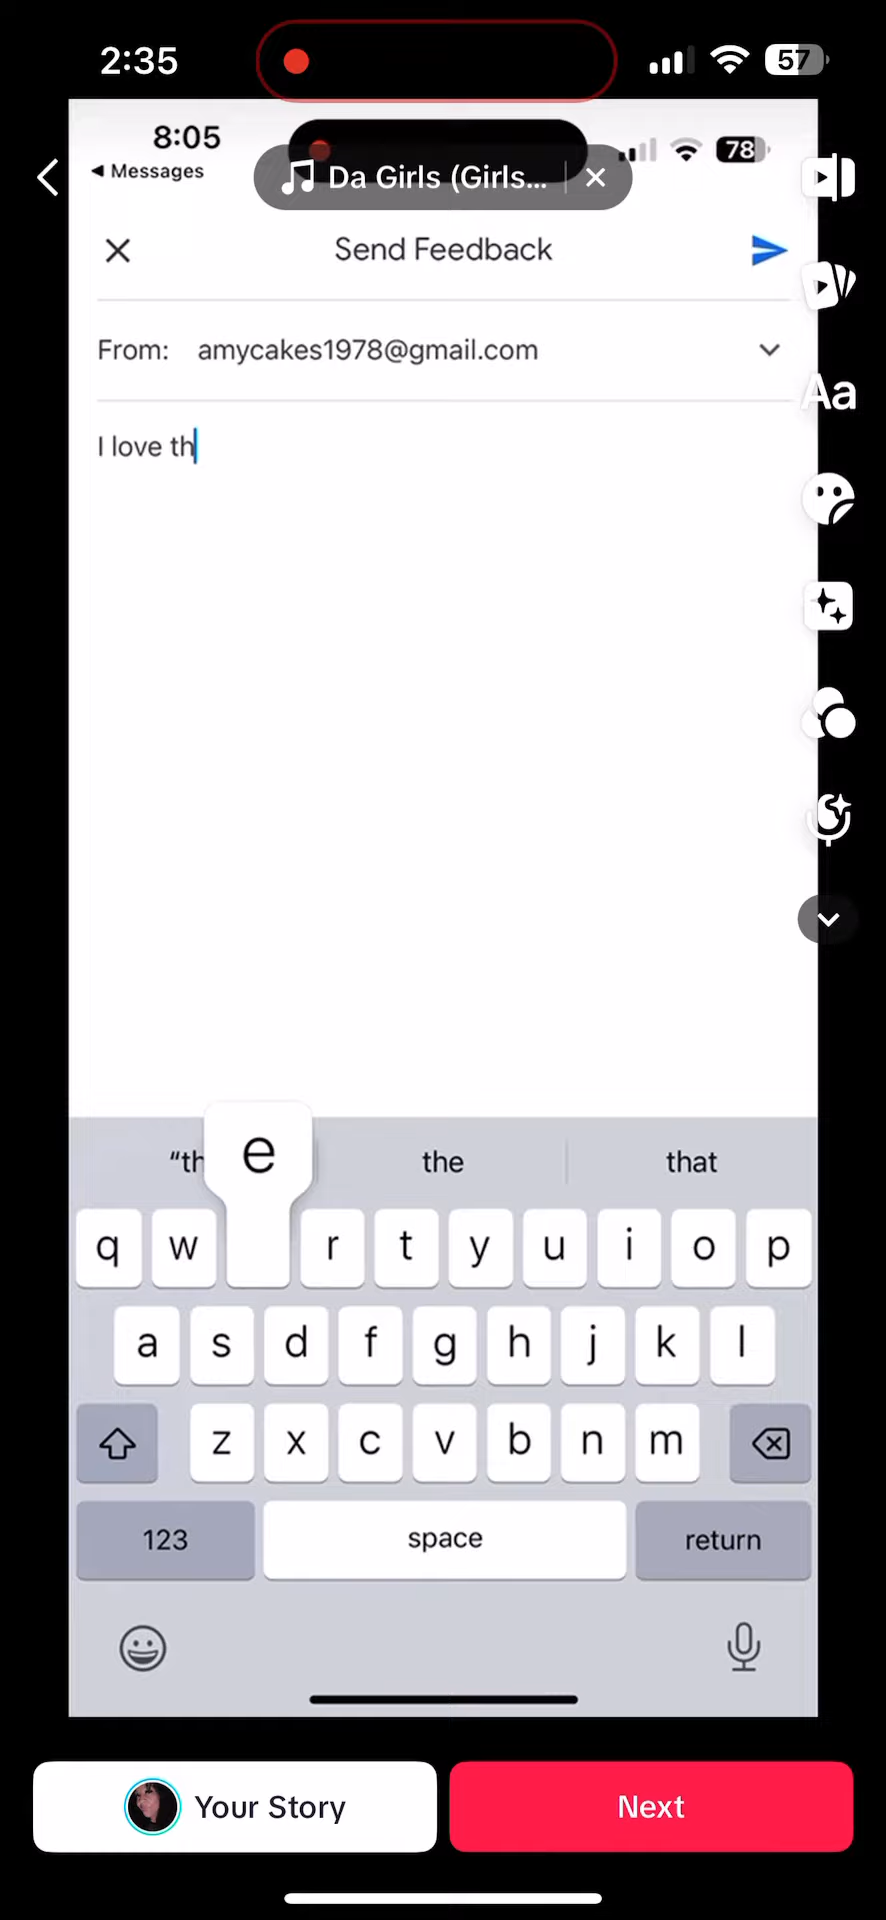 2:35
57
8:05
78
Messages
Da Girls (Girls...
Send Feedback
From: amycakes1978@gmail.com
Aa
I love th
“th
e
the
that
q w r t y u i o p
a s d f g h j k l
z x c v b n m
123 space return
Your Story
Next